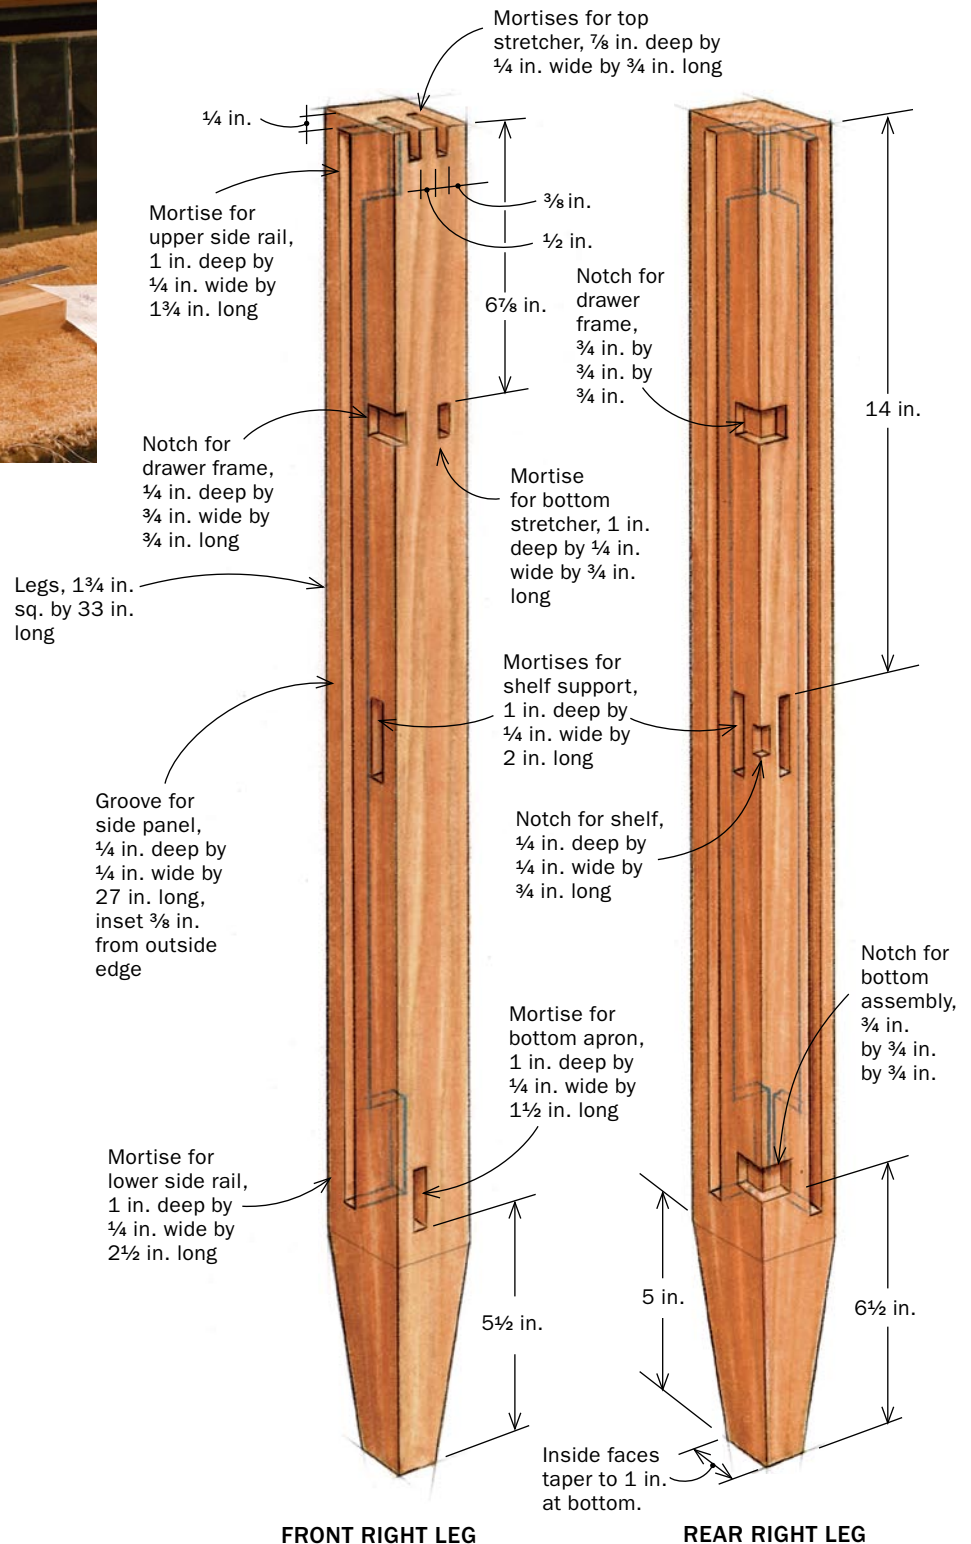 Mortises for top
stretcher, ⅞ in. deep by
¼ in. wide by ¾ in. long
¼ in.
Mortise for
upper side rail,
1 in. deep by
¼ in. wide by
1¾ in. long
⅜ in.
½ in.
6⅞ in.
Notch for
drawer
frame,
¾ in. by
¾ in. by
¾ in.
14 in.
Notch for
drawer frame,
¼ in. deep by
¾ in. wide by
¾ in. long
Mortise
for bottom
stretcher, 1 in.
deep by ¼ in.
wide by ¾ in.
long
Legs, 1¾ in.
sq. by 33 in.
long
Mortises for
shelf support,
1 in. deep by
¼ in. wide by
2 in. long
Groove for
side panel,
¼ in. deep by
¼ in. wide by
27 in. long,
inset ⅜ in.
from outside
edge
Notch for shelf,
¼ in. deep by
¼ in. wide by
¾ in. long
Notch for
bottom
assembly,
¾ in.
by ¾ in.
by ¾ in.
Mortise for
bottom apron,
1 in. deep by
¼ in. wide by
1½ in. long
Mortise for
lower side rail,
1 in. deep by
¼ in. wide by
2½ in. long
5½ in.
5 in.
6½ in.
Inside faces
taper to 1 in.
at bottom.
FRONT RIGHT LEG
REAR RIGHT LEG